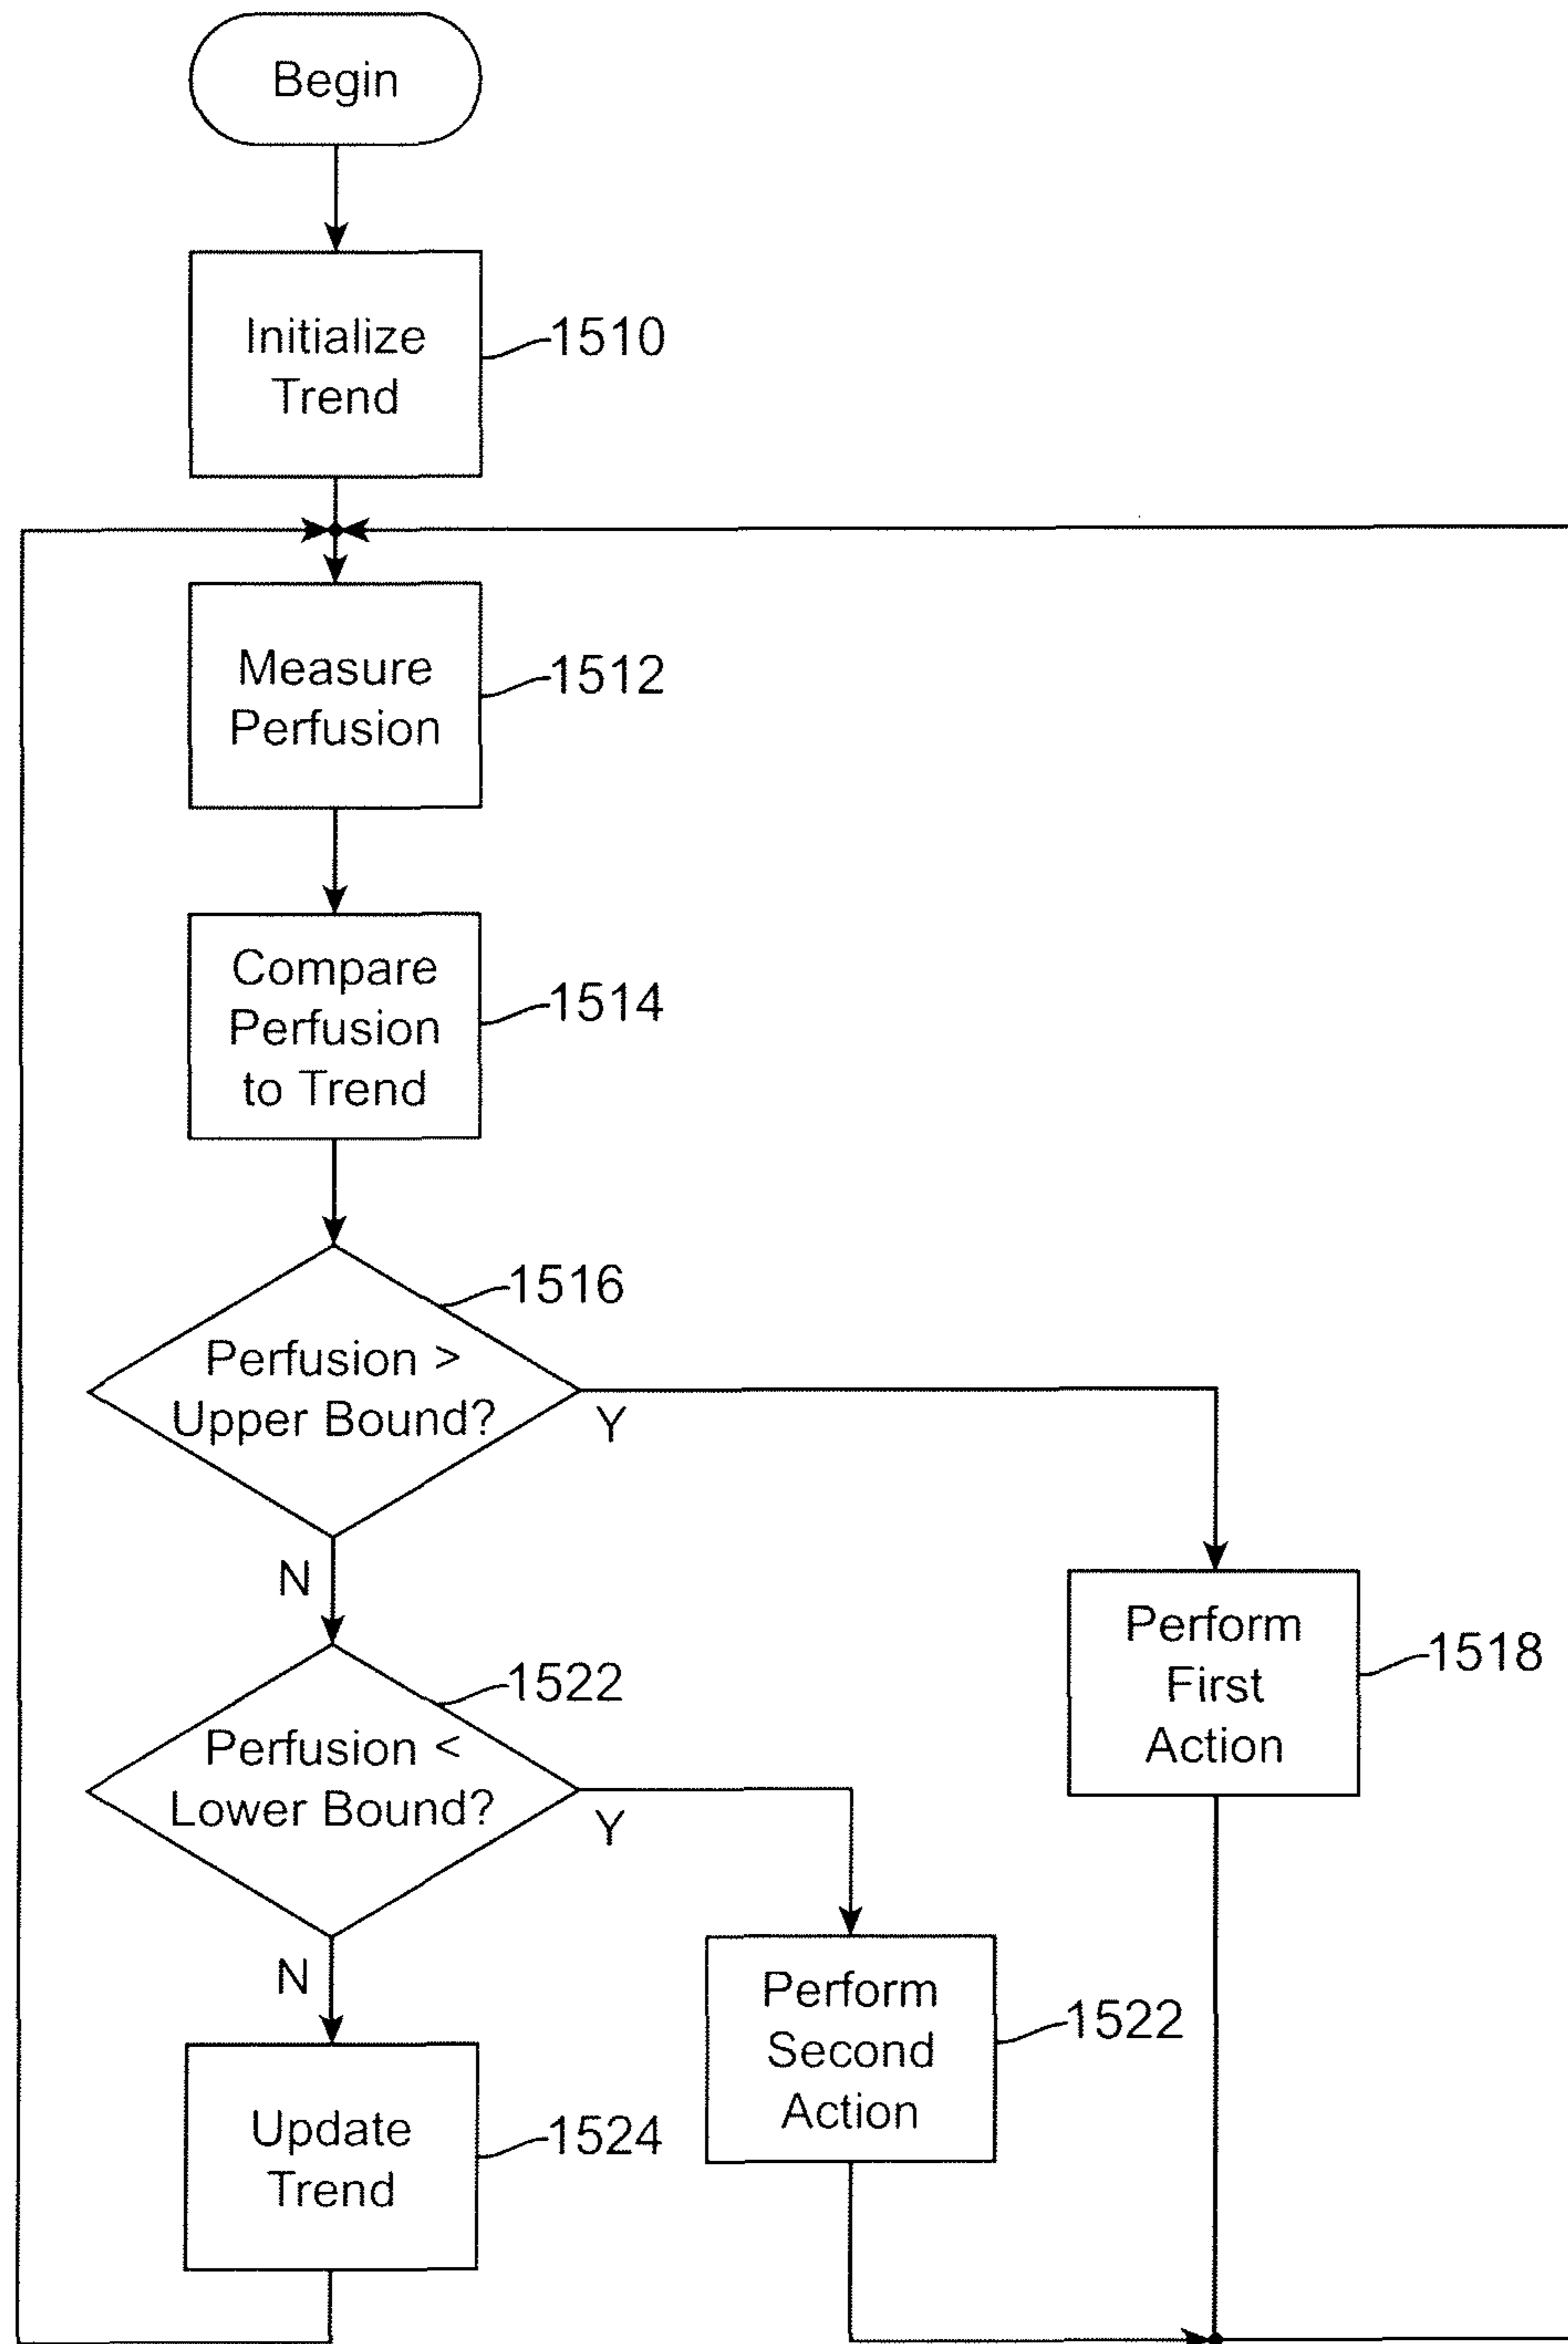 Begin
Initialize
Trend
1510
Measure
Perfusion
1512
Compare
Perfusion
to Trend
1514
1516
Perfusion >
Upper Bound?
Y
N
Perform
First
Action
1518
1522
Perfusion <
Lower Bound?
Y
N
Perform
Second
Action
1522
Update
Trend
1524